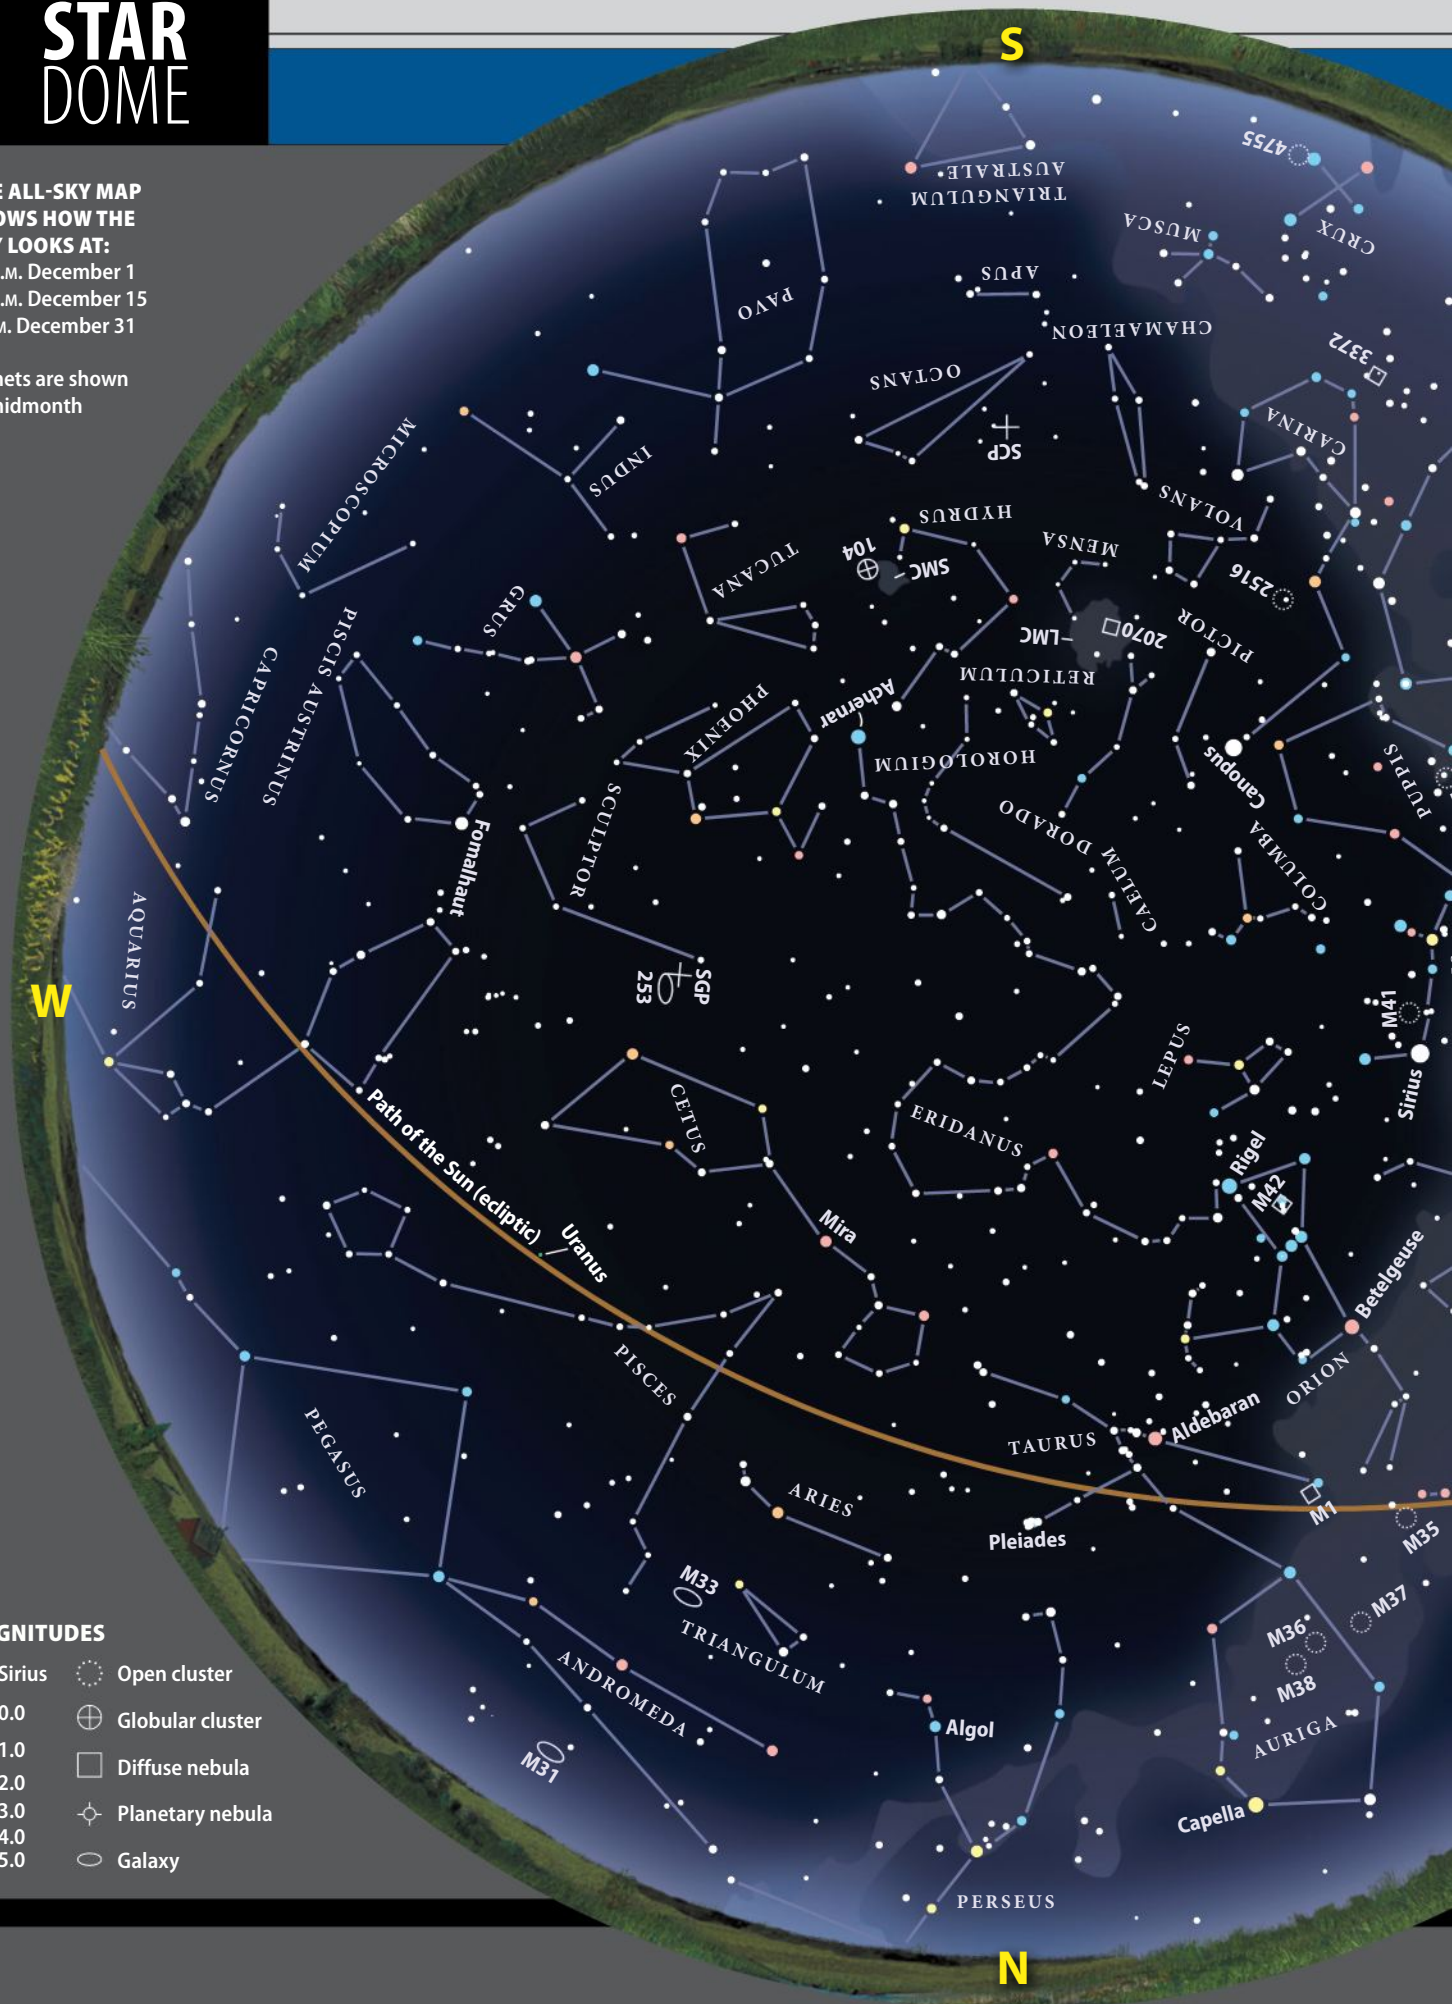 STAR
DOME
E ALL-SKY MAP
OWS HOW THE
Y LOOKS AT:
.M. December 1
.M. December 15
M. December 31
nets are shown
nidmonth
S
4755
AUSTRALE
TRIANGULUM
MUSCA
CRUX
APUS
PAVO
CHAMAELEON
3372
OCTANS
CARINA
SCP
MICROSCOPIUM
INDUS
VOLANS
HYDRUS
MENSA
104
SMC
TUCANA
2516
GRUS
LMC
2070
PICTOR
PISCIS AUSTRINUS
CAPRICORNUS
RETICULUM
Achernar
PHOENIX
HOROLOGIUM
Canopus
PUPPIS
SCULPTOR
DORADO
COLUMBA
CAELUM
Fomalhaut
AQUARIUS
W
253
SGP
M41
LEPUS
Sirius
CETUS
ERIDANUS
Path of the Sun (ecliptic)
Rigel
M42
Mira
Uranus
Betelgeuse
PISCES
ORION
PEGASUS
Aldebaran
TAURUS
ARIES
M1
M35
Pleiades
M33
M37
M36
TRIANGULUM
M38
ANDROMEDA
Algol
AURIGA
M31
Capella
PERSEUS
N
GNITUDES
Sirius
0.0
1.0
2.0
3.0
4.0
5.0
Open cluster
Globular cluster
Diffuse nebula
Planetary nebula
Galaxy